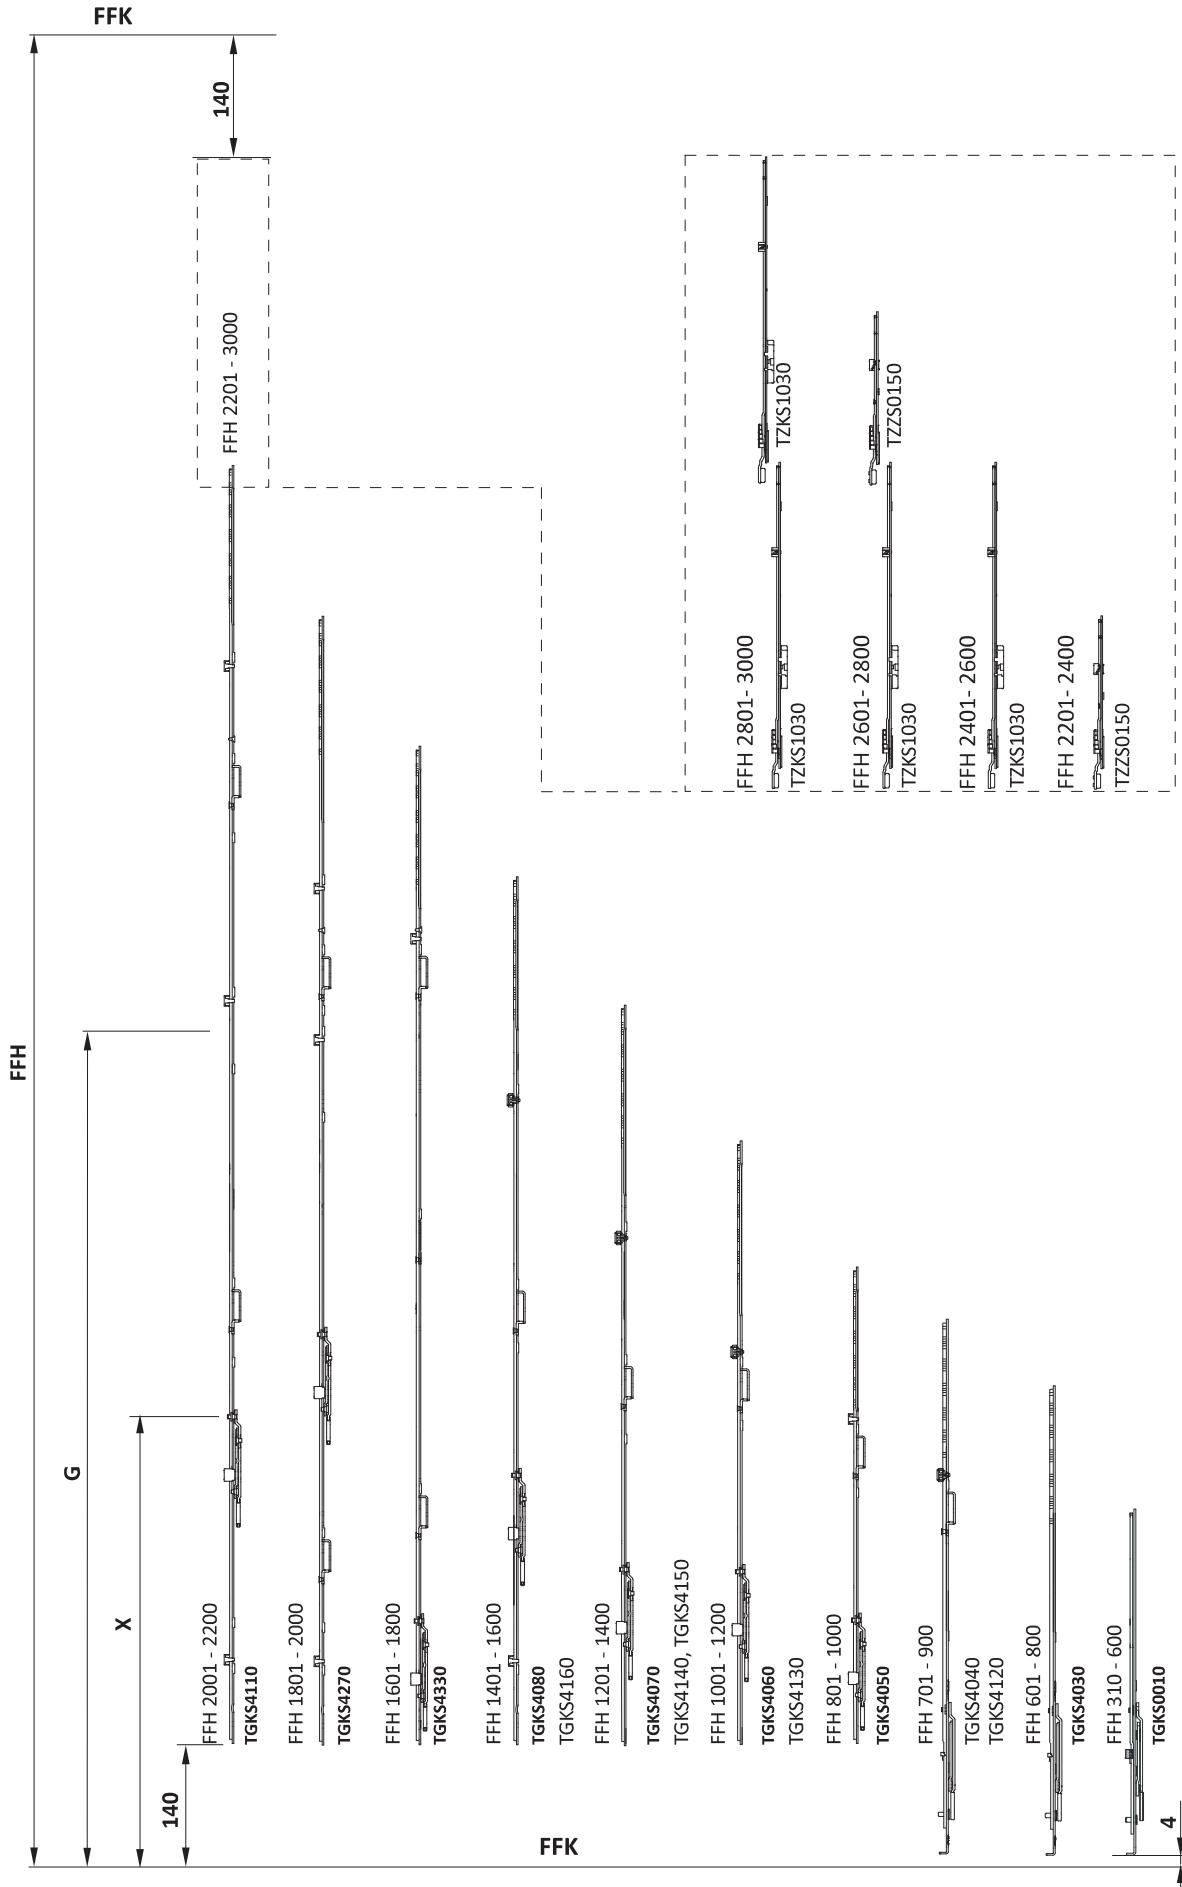 FFK
140
FFH 2201 - 3000
TZKS1030
TZZS0150
FFH 2801- 3000
TZKS1030
FFH 2601- 2800
TZKS1030
FFH 2401- 2600
TZKS1030
FFH 2201- 2400
TZZS0150
FFH
G
X
140
FFH 2001 - 2200
TGKS4110
FFH 1801 - 2000
TGKS4270
FFH 1601 - 1800
TGKS4330
FFH 1401 - 1600
TGKS4080
TGKS4160
FFH 1201 - 1400
TGKS4070
TGKS4140, TGKS4150
FFH 1001 - 1200
TGKS4060
TGKS4130
FFH 801 - 1000
TGKS4050
FFH 701 - 900
TGKS4040
TGKS4120
FFH 601 - 800
TGKS4030
FFH 310 - 600
TGKS0010
4
FFK